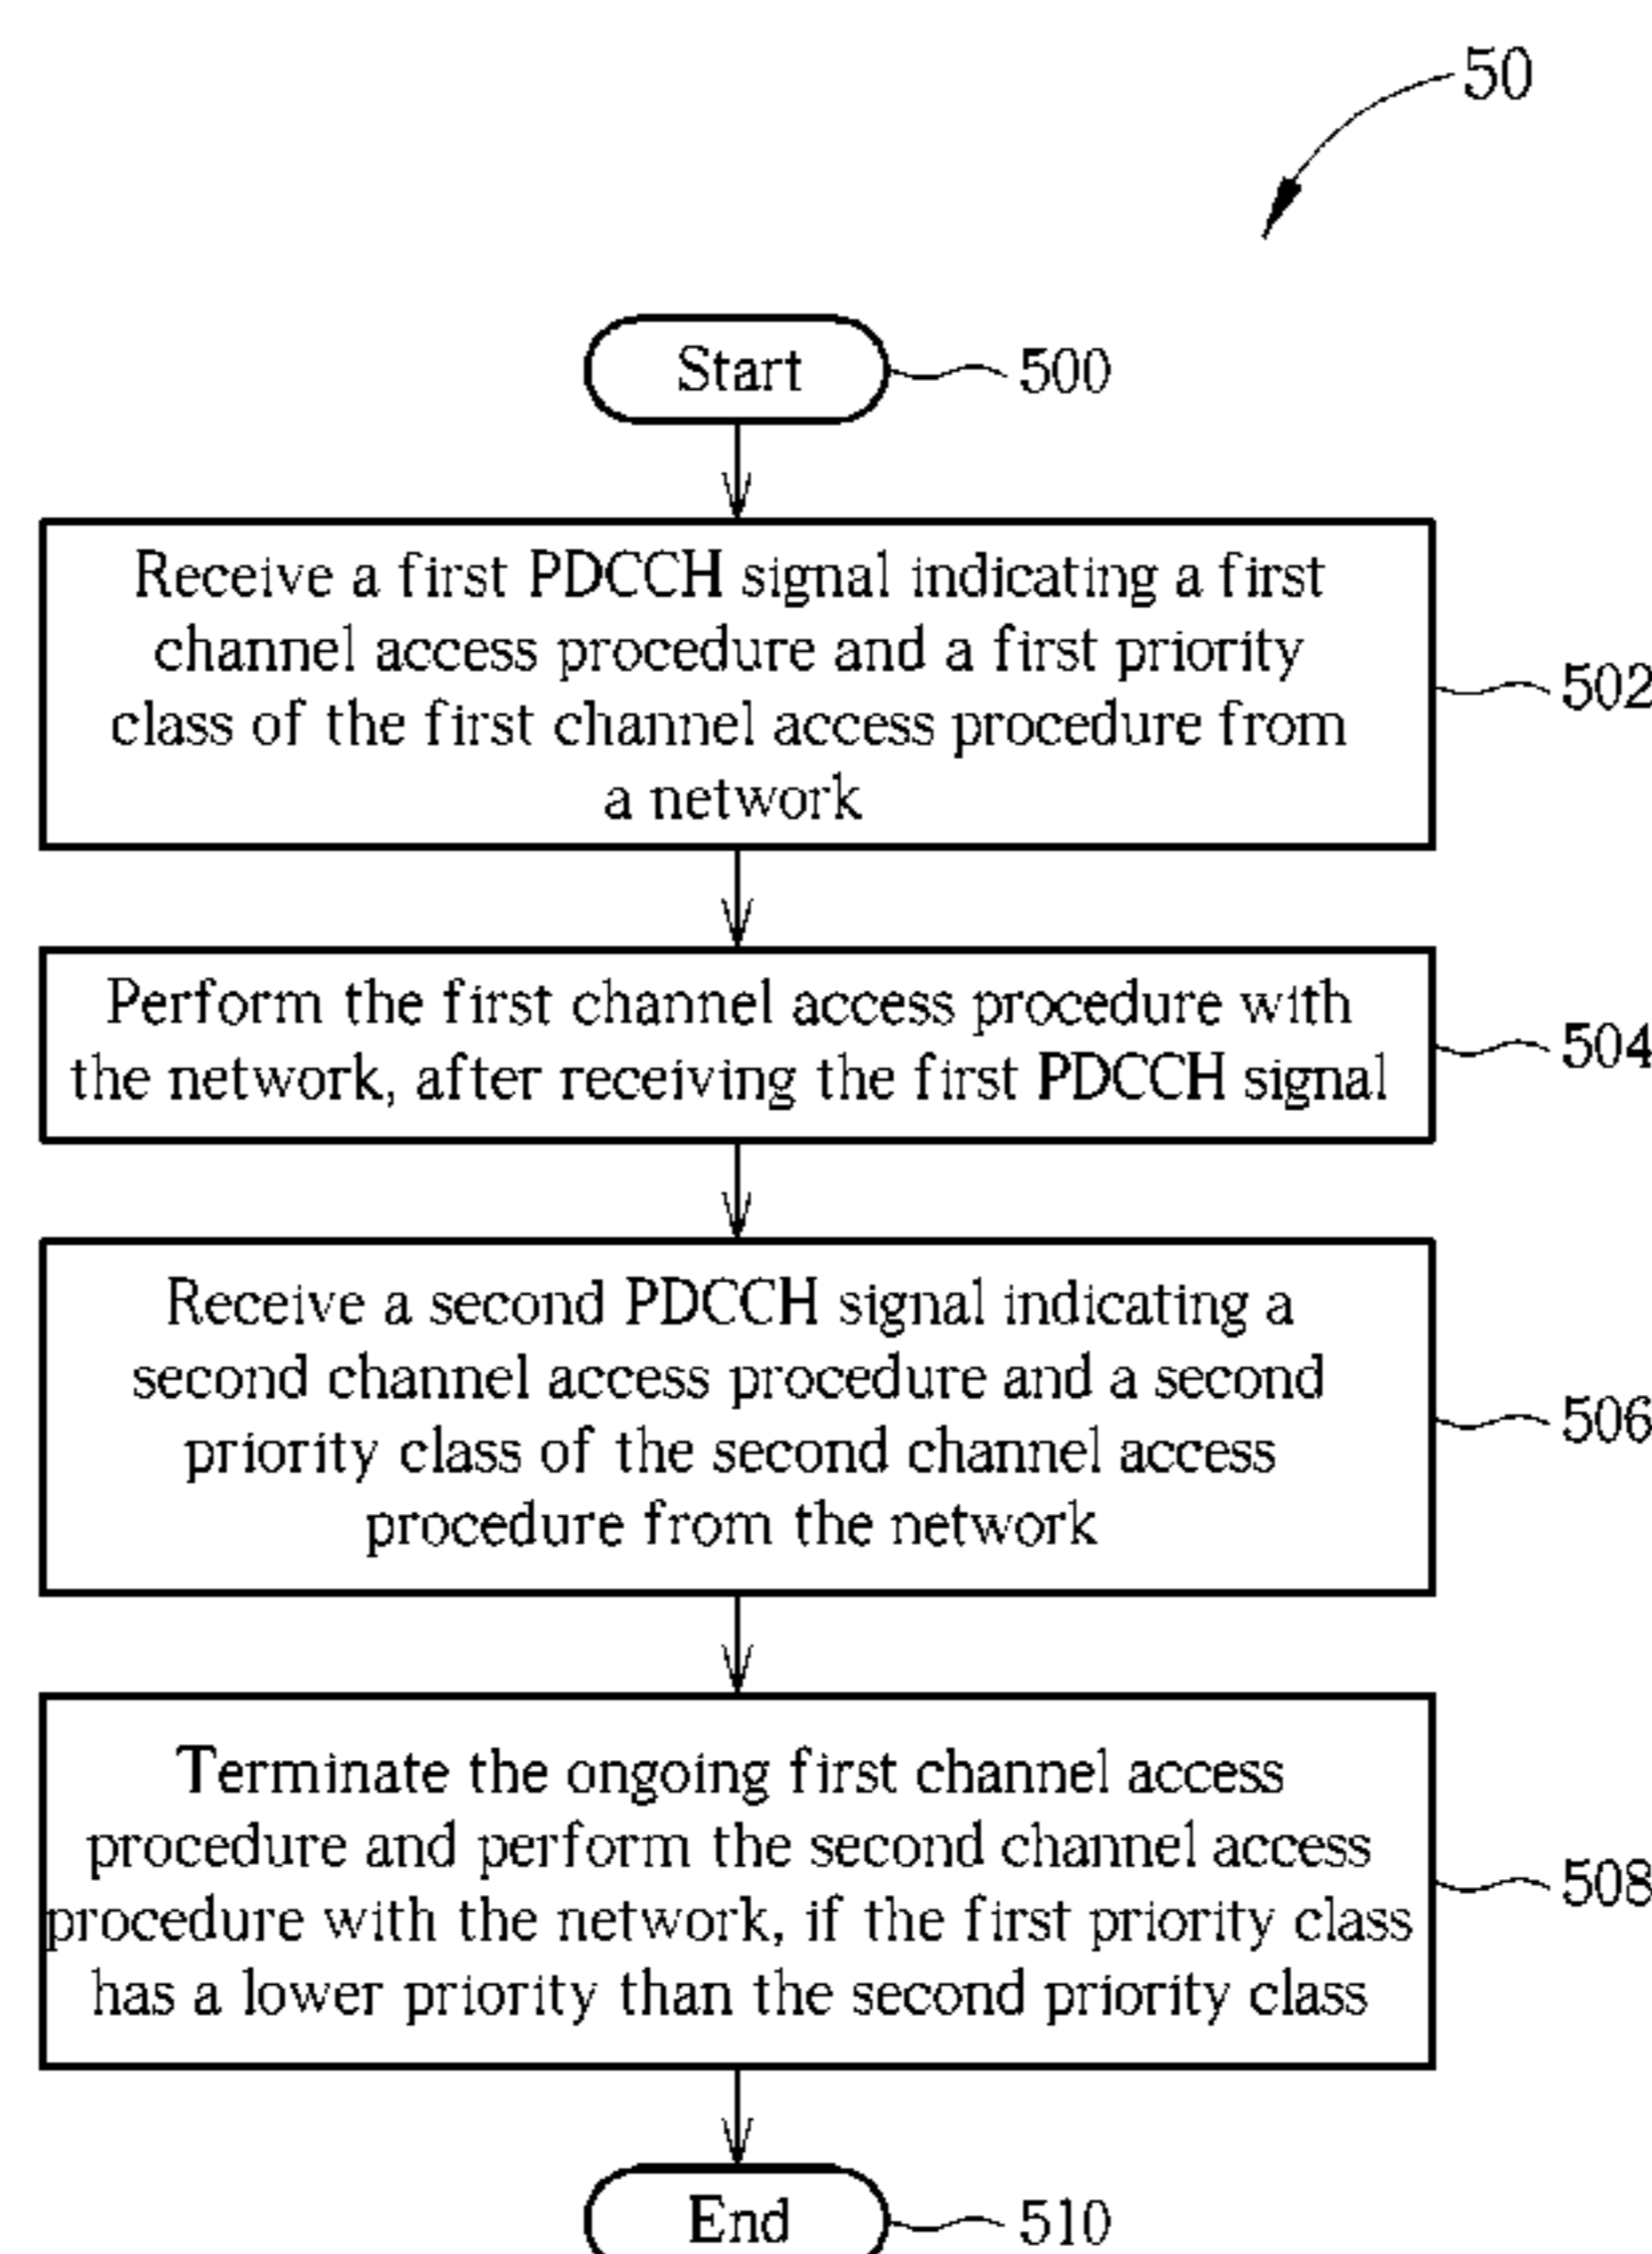 50
Start
500
Receive a first PDCCH signal indicating a first
channel access procedure and a first priority
class of the first channel access procedure from
a network
502
Perform the first channel access procedure with
the network, after receiving the first PDCCH signal
504
Receive a second PDCCH signal indicating a
second channel access procedure and a second
priority class of the second channel access
procedure from the network
506
Terminate the ongoing first channel access
procedure and perform the second channel access
procedure with the network, if the first priority class
has a lower priority than the second priority class
508
End
510